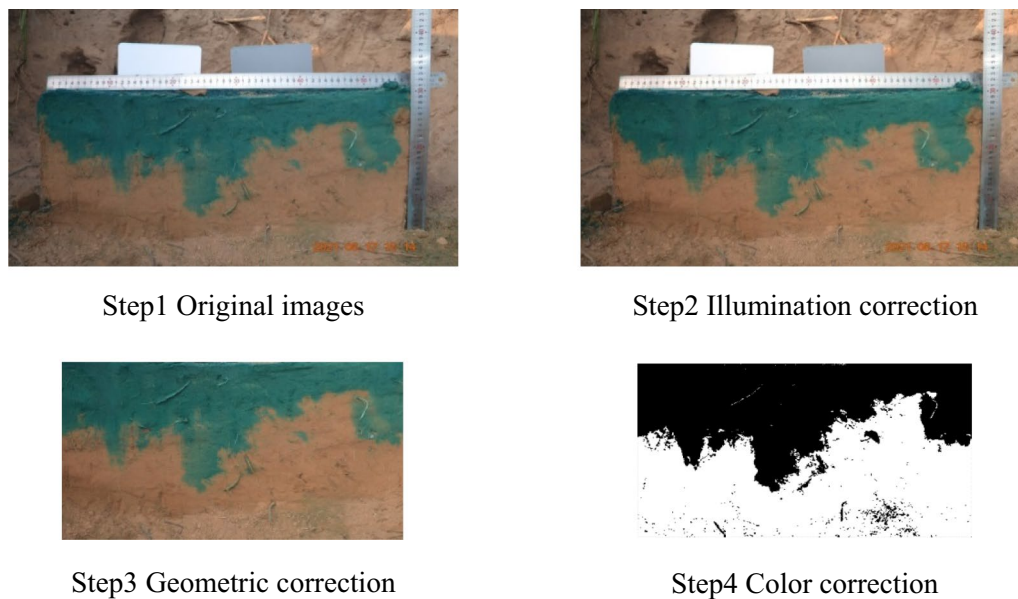 Step1 Original images
Step2 Illumination correction
Step3 Geometric correction
Step4 Color correction